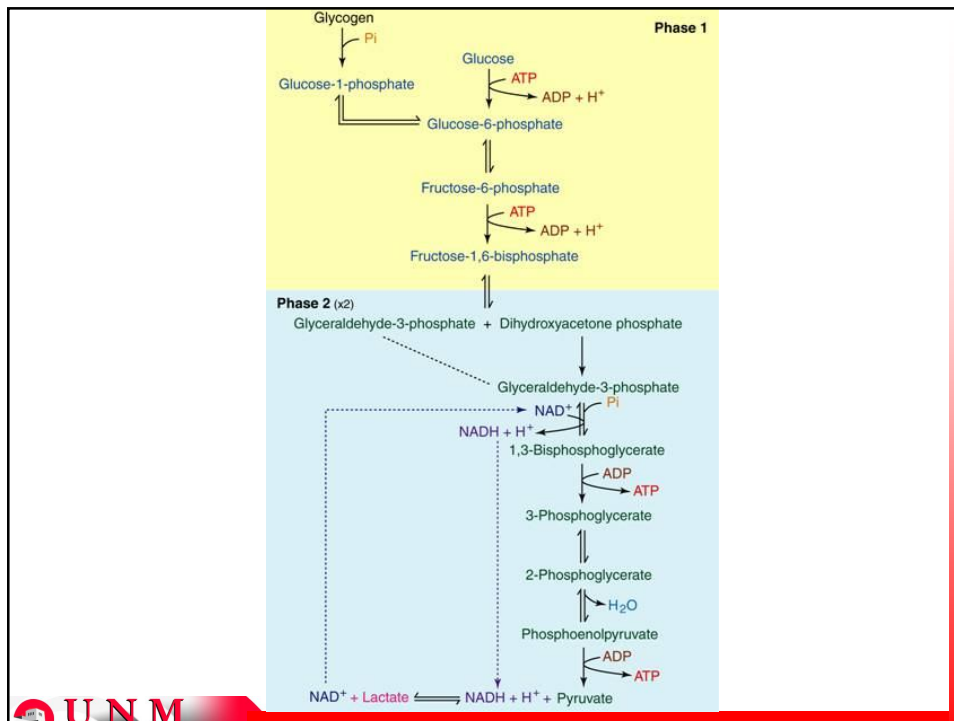 Glycogen
Phase 1
Pi
Glucose
ATP
Glucose-1-phosphate
ADP + H+
Glucose-6-phosphate
Fructose-6-phosphate
ATP
ADP + H+
Fructose-1,6-bisphosphate
Phase 2 (x2)
Glyceraldehyde-3-phosphate + Dihydroxyacetone phosphate
Glyceraldehyde-3-phosphate
NAD+ Pi
NADH + H+
1,3-Bisphosphoglycerate
ADP
ATP
3-Phosphoglycerate
2-Phosphoglycerate
H2O
Phosphoenolpyruvate
ADP
ATP
NAD+ + Lactate NADH + H+ + Pyruvate
UNM